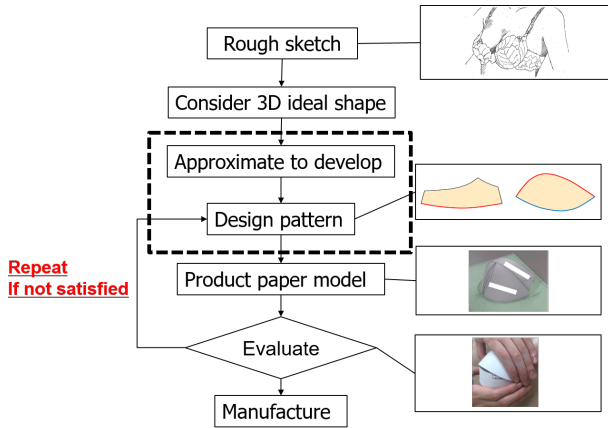 Rough sketch
Consider 3D ideal shape
Approximate to develop
Design pattern
Repeat
If not satisfied
Product paper model
Evaluate
Manufacture